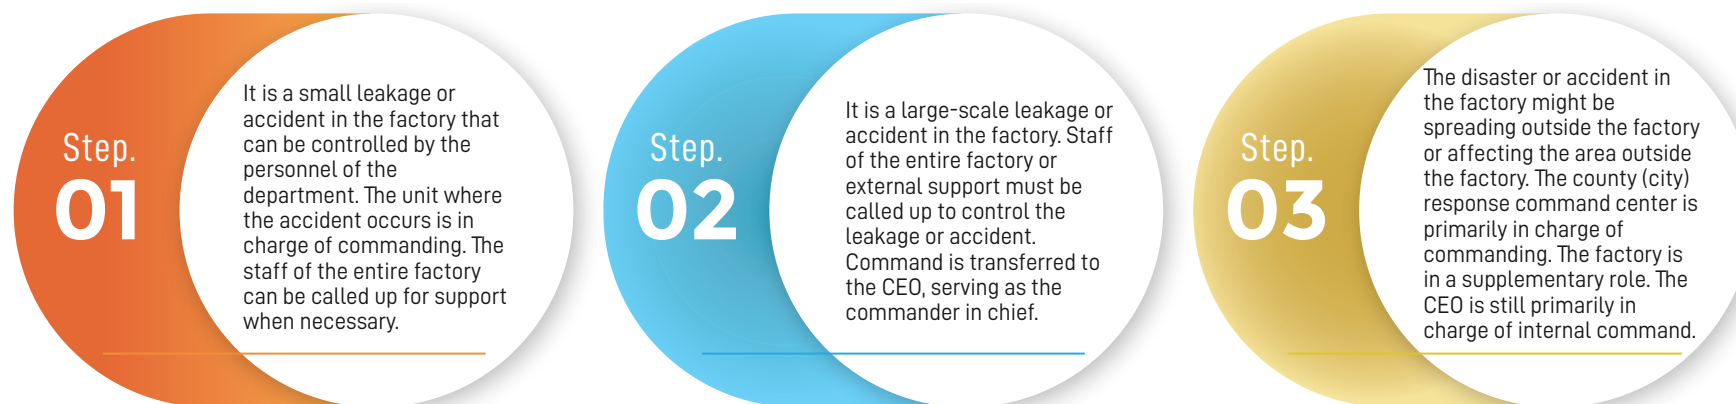 Step.
01
It is a small leakage or
accident in the factory that
can be controlled by the
personnel of the
department. The unit where
the accident occurs is in
charge of commanding. The
staff of the entire factory
can be called up for support
when necessary.
Step.
02
It is a large-scale leakage or
accident in the factory. Staff
of the entire factory or
external support must be
called up to control the
leakage or accident.
Command is transferred to
the CEO, serving as the
commander in chief.
Step.
03
The disaster or accident in
the factory might be
spreading outside the factory
or affecting the area outside
the factory. The county (city)
response command center is
primarily in charge of
commanding. The factory is
in a supplementary role. The
CEO is still primarily in
charge of internal command.